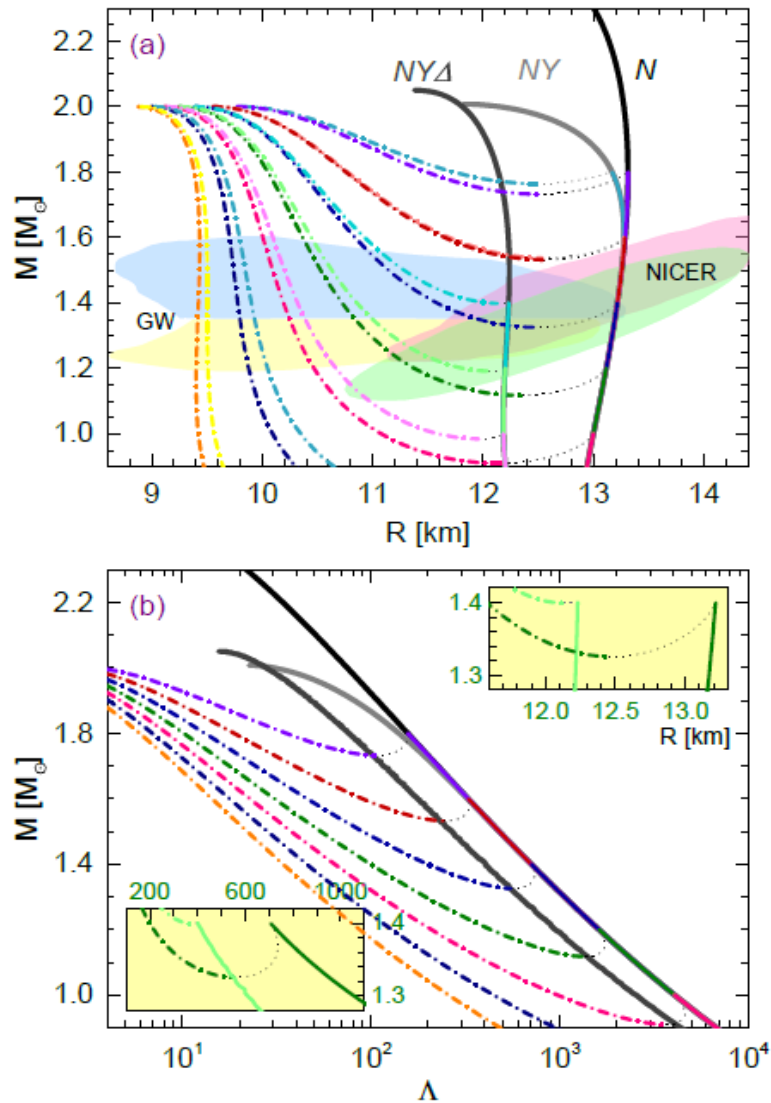 (a)
NYΔ NY N
2.2
2.0
1.8
1.6
1.4
1.2
1.0
M [M⊙]
GW
NICER
9 10 11 12 13 14
R [km]
(b)
2.2
1.8
1.4
1.0
M [M⊙]
1.4
1.3
12.0 12.5 13.0
R [km]
200 600 1000
1.4
1.3
10¹ 10² 10³ 10⁴
Λ